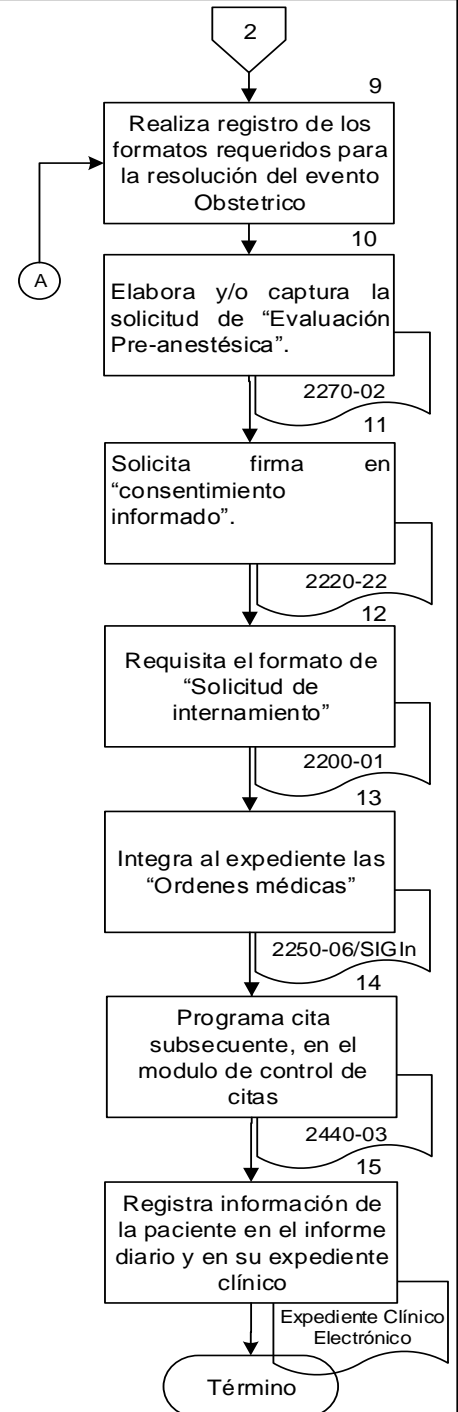 2
9
Realiza registro de los
formatos requeridos para
la resolución del evento
Obstetrico
A
10
Elabora y/o captura la
solicitud de “Evaluación
Pre-anestésica”.
2270-02
11
Solicita firma en
“consentimiento
informado”.
2220-22
12
Requisita el formato de
“Solicitud de
internamiento”
2200-01
13
Integra al expediente las
“Ordenes médicas”
2250-06/SIGIn
14
Programa cita
subsecuente, en el
modulo de control de
citas
2440-03
15
Registra información de
la paciente en el informe
diario y en su expediente
clínico
Expediente Clínico
Electrónico
Término